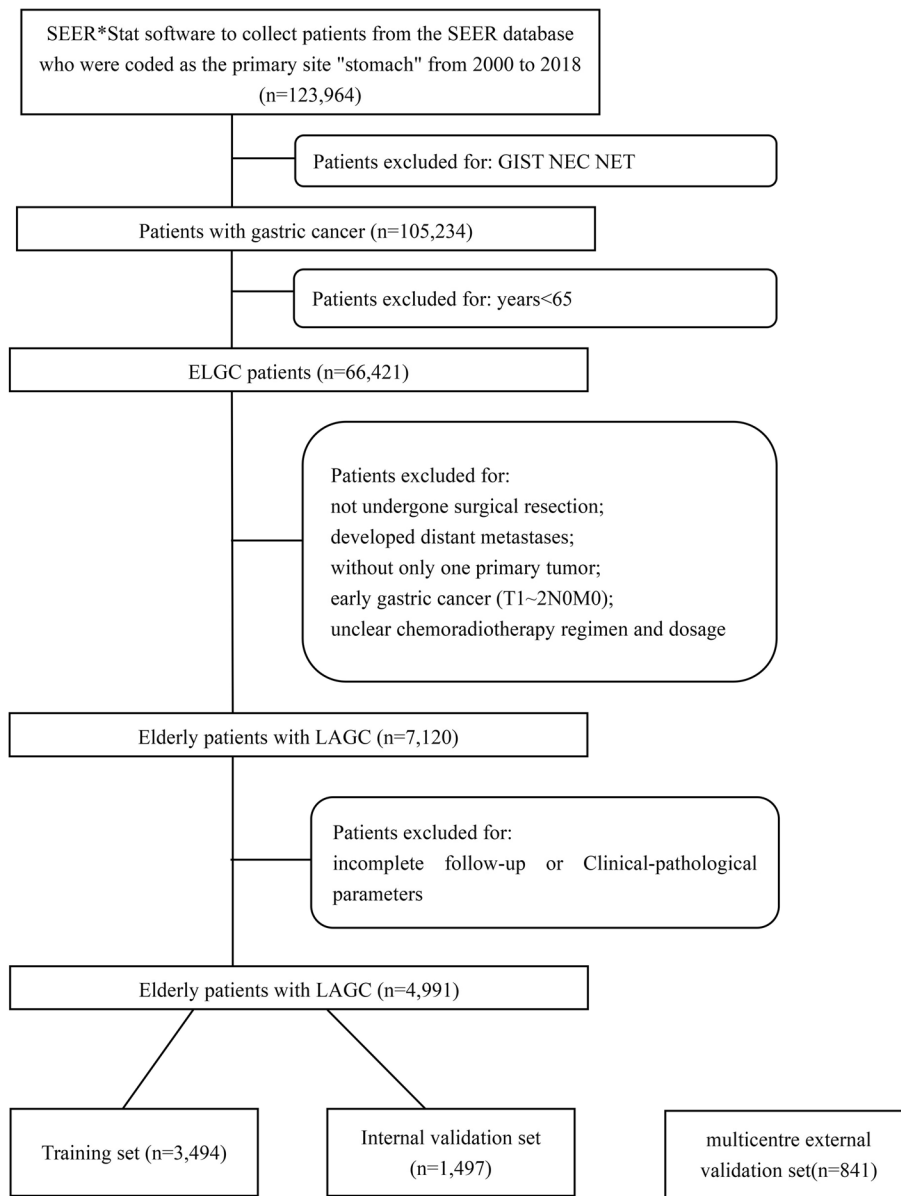 SEER*Stat software to collect patients from the SEER database
who were coded as the primary site "stomach" from 2000 to 2018
(n=123,964)
Patients excluded for: GIST NEC NET
Patients with gastric cancer (n=105,234)
Patients excluded for: years<65
ELGC patients (n=66,421)
Patients excluded for:
not undergone surgical resection;
developed distant metastases;
without only one primary tumor;
early gastric cancer (T1~2N0M0);
unclear chemoradiotherapy regimen and dosage
Elderly patients with LAGC (n=7,120)
Patients excluded for:
incomplete follow-up or Clinical-pathological
parameters
Elderly patients with LAGC (n=4,991)
Training set (n=3,494)
Internal validation set
(n=1,497)
multicentre external
validation set(n=841)